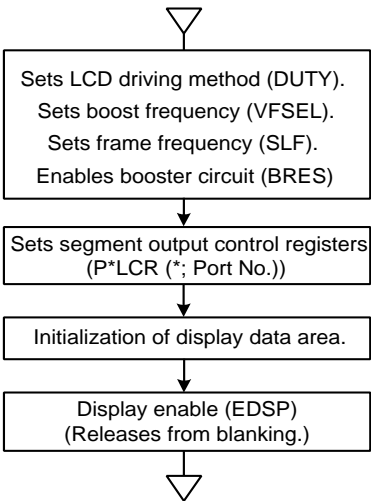 Sets LCD driving method (DUTY).
Sets boost frequency (VFSEL).
Sets frame frequency (SLF).
Enables booster circuit (BRES)
Sets segment output control registers
(P*LCR (*; Port No.))
Initialization of display data area.
Display enable (EDSP)
(Releases from blanking.)